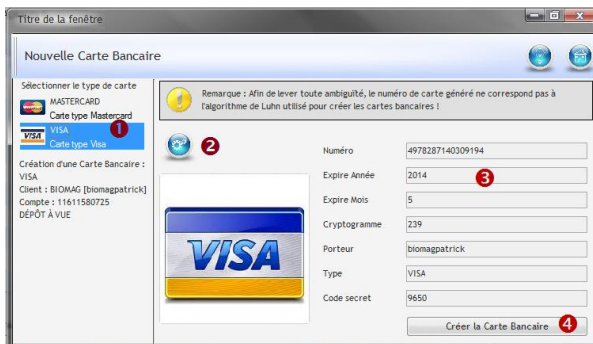 Titre de la fenêtre
Nouvelle Carte Bancaire
Sélectionner le type de carte
MasterCard
MASTERCARD
Carte type Mastercard
VISA
VISA
Carte type Visa
1
Création d'une Carte Bancaire :
VISA
Client : BIOMAG [biomagpatrick]
Compte : 11611580725
DÉPÔT À VUE
Remarque : Afin de lever toute ambiguïté, le numéro de carte généré ne correspond pas à
l'algorithme de Luhn utilisé pour créer les cartes bancaires !
2
VISA
Numéro 4978287140309194
Expire Année 2014
3
Expire Mois 5
Cryptogramme 239
Porteur biomagpatrick
Type VISA
Code secret 9650
Créer la Carte Bancaire 4